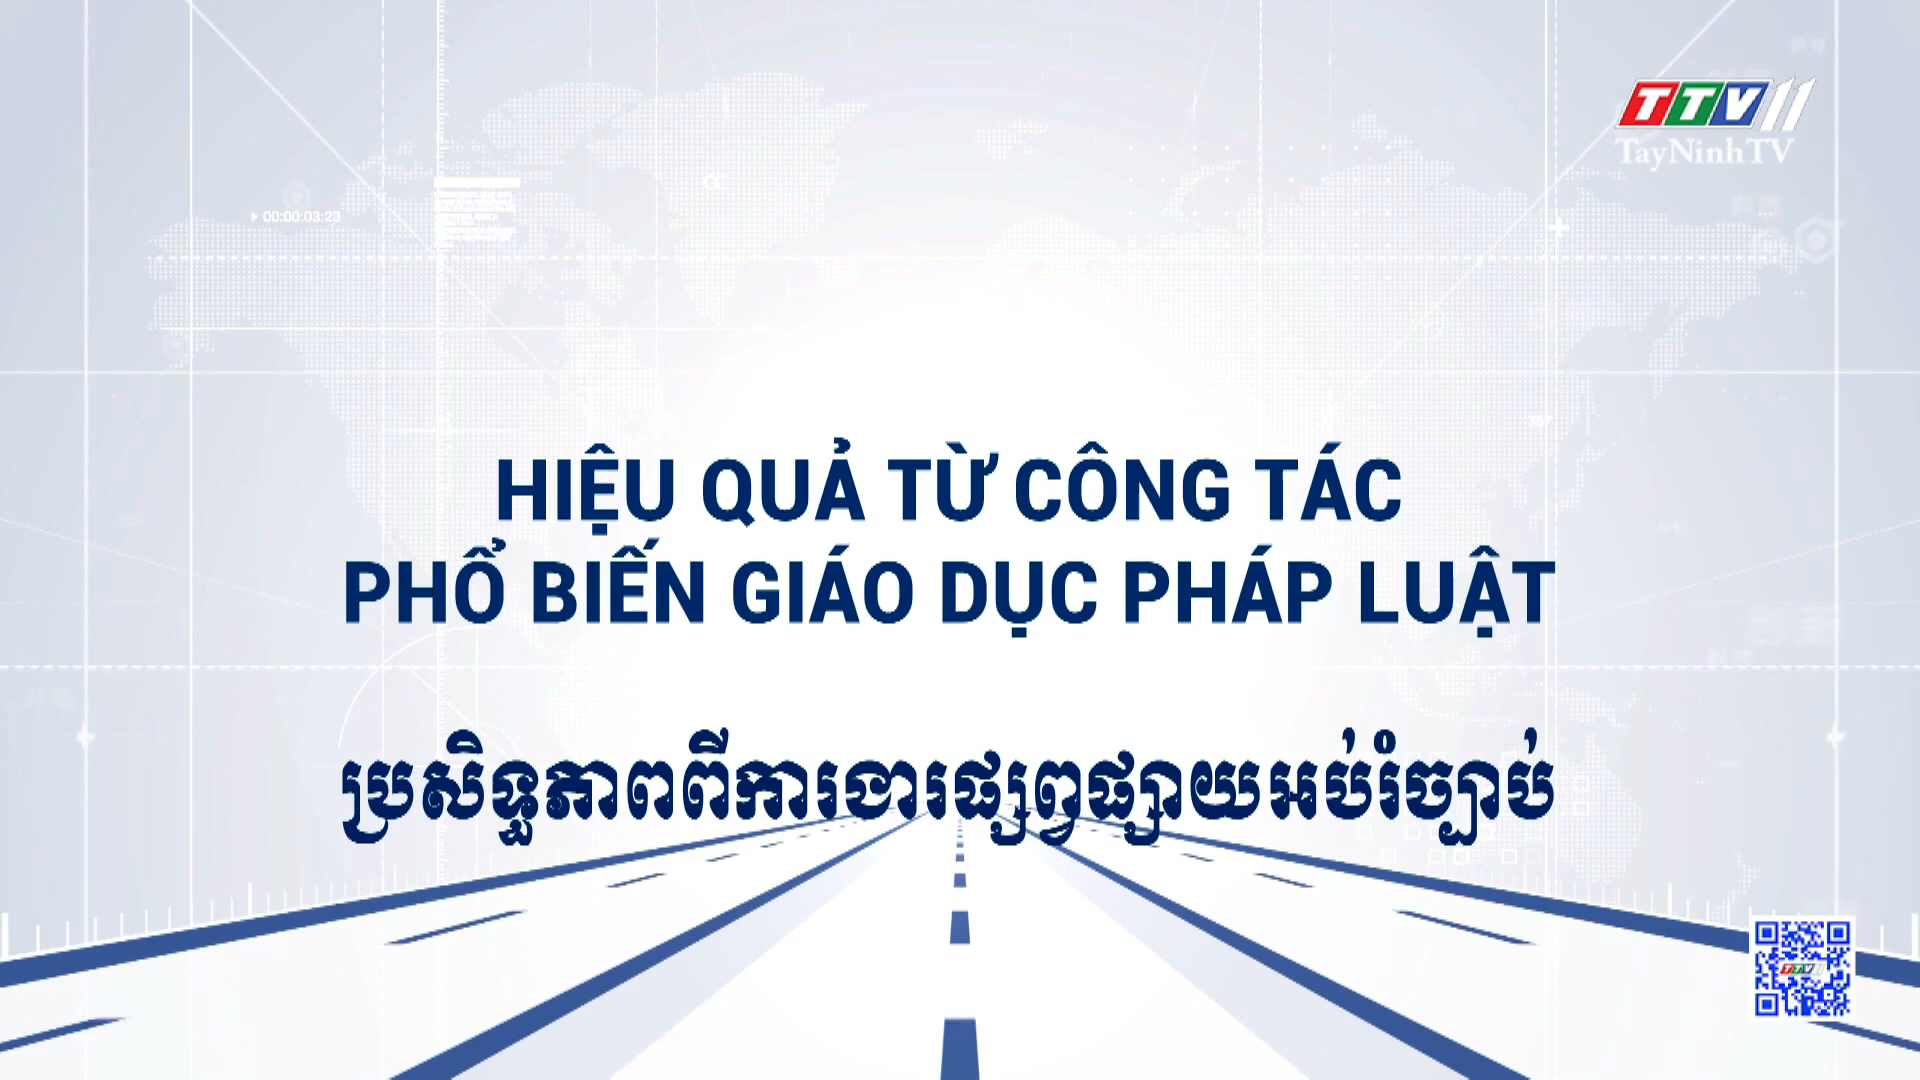 TTV11
TayNinhTV
00:00:03:23
HIỆU QUẢ TỪ CÔNG TÁC
PHỔ BIẾN GIÁO DỤC PHÁP LUẬT
ប្រសិទ្ធភាពពីការងារផ្សព្វផ្សាយអប់រំច្បាប់
TTV11